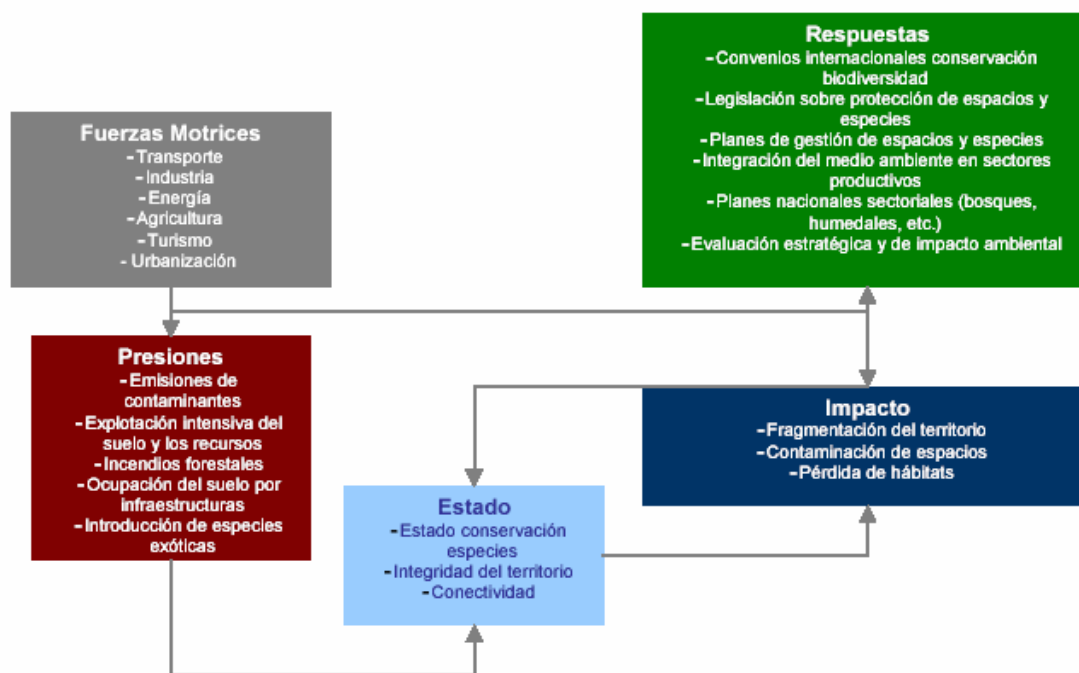 Respuestas
-Convenios internacionales conservación
biodiversidad
-Legislación sobre protección de espacios y
especies
-Planes de gestión de espacios y especies
-Integración del medio ambiente en sectores
productivos
-Planes nacionales sectoriales (bosques,
humedales, etc.)
-Evaluación estratégica y de impacto ambiental
Fuerzas Motrices
-Transporte
-Industria
-Energía
-Agricultura
-Turismo
- Urbanización
Presiones
-Emisiones de
contaminantes
-Explotación intensiva del
suelo y los recursos
-Incendios forestales
-Ocupación del suelo por
infraestructuras
-Introducción de especies
exóticas
Impacto
-Fragmentación del territorio
-Contaminación de espacios
-Pérdida de hábitats
Estado
-Estado conservación
especies
-Integridad del territorio
-Conectividad